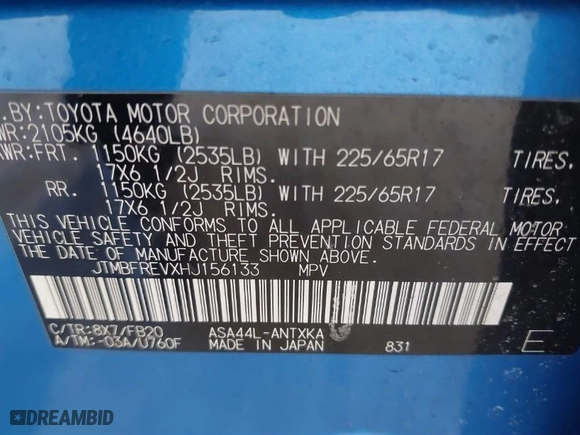 .BY:TOYOTA MOTOR CORPORATION
WR:2105KG (4640LB)
WR:FRT. 1150KG (2535LB) WITH 225/65R17 TIRES.
17X6 1/2J RIMS.
RR. 1150KG (2535LB) WITH 225/65R17 TIRES.
17X6 1/2J RIMS.
THIS VEHICLE CONFORMS TO ALL APPLICABLE FEDERAL MOTOR
VEHICLE SAFETY AND THEFT PREVENTION STANDARDS IN EFFECT
THE DATE OF MANUFACTURE SHOWN ABOVE.
JTMBFREVXHJ156133 MPV
C/TR:8X7/FB20 ASA44L-ANTXKA
A/TM:-03A/U760F MADE IN JAPAN 831 E
DREAMBID